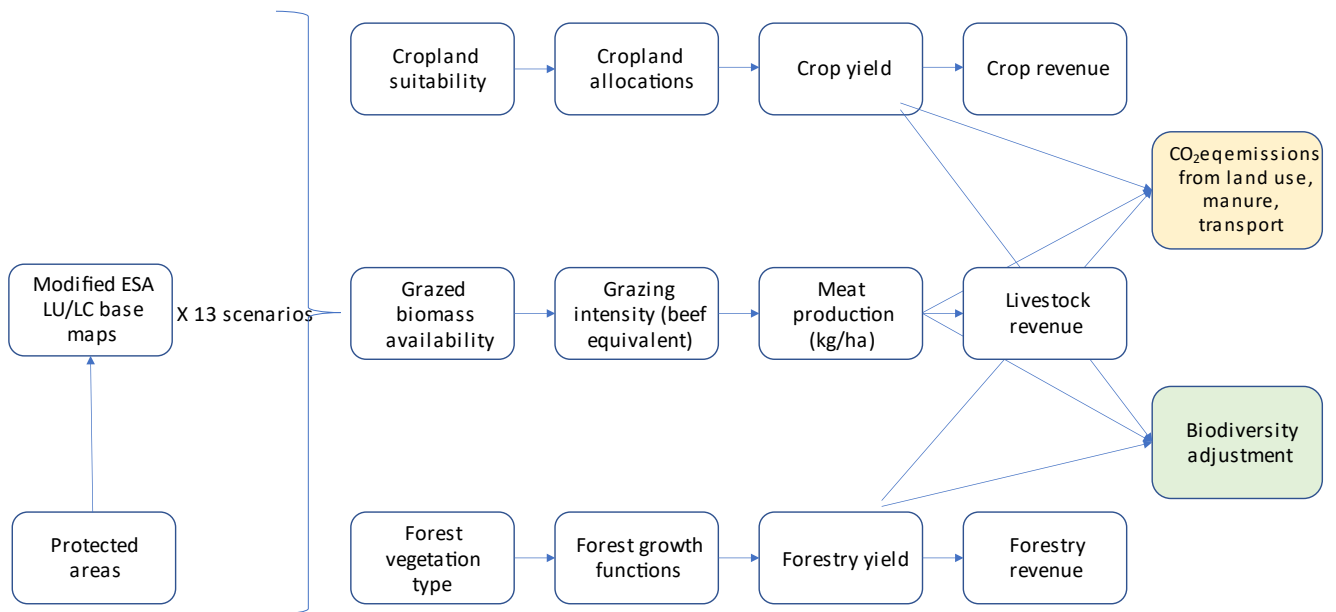 Cropland
suitability
Cropland
allocations
Crop yield
Crop revenue
CO₂eqemissions
from land use,
manure,
transport
Modified ESA
LU/LC base
maps
X 13 scenarios
Grazed
biomass
availability
Grazing
intensity (beef
equivalent)
Meat
production
(kg/ha)
Livestock
revenue
Biodiversity
adjustment
Protected
areas
Forest
vegetation
type
Forest growth
functions
Forestry yield
Forestry
revenue